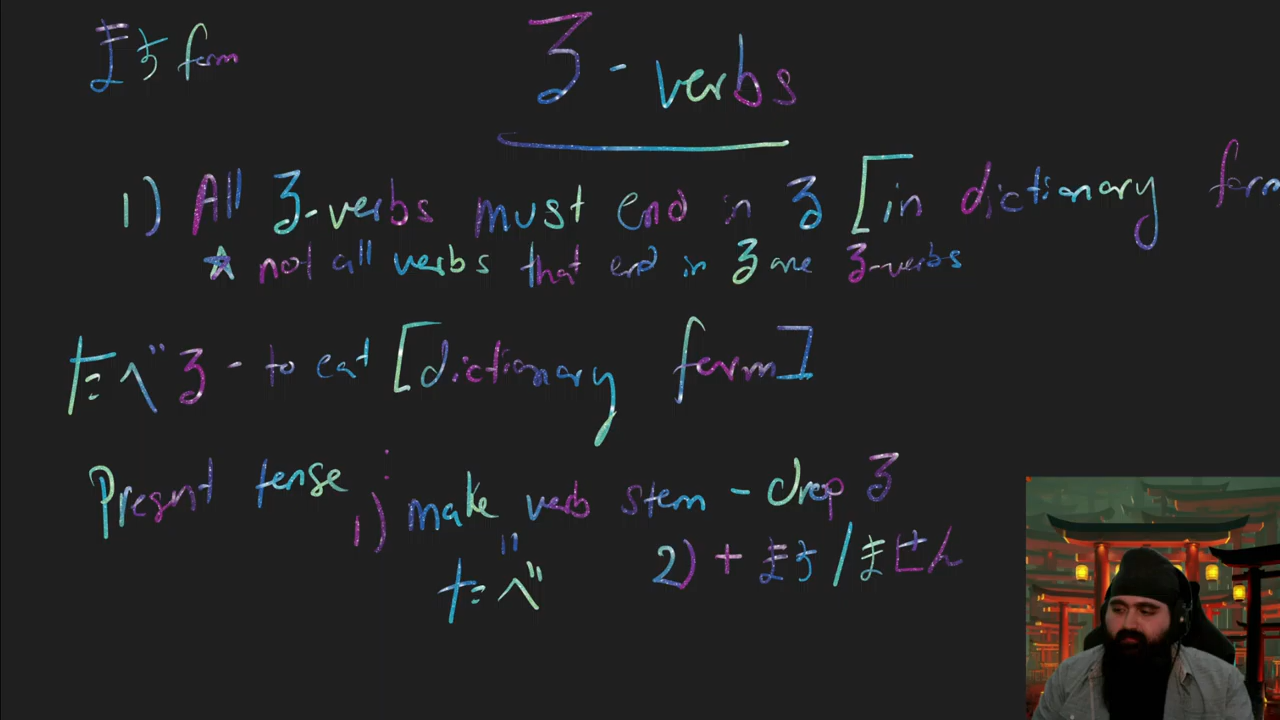 ます form
る-verbs
1) All る-verbs must end in る [in dictionary form
★ not all verbs that end in る are る-verbs
たべる - to eat [dictionary form]
Present tense :
1) make verb stem - drop る
たべ
2) + ます/ません